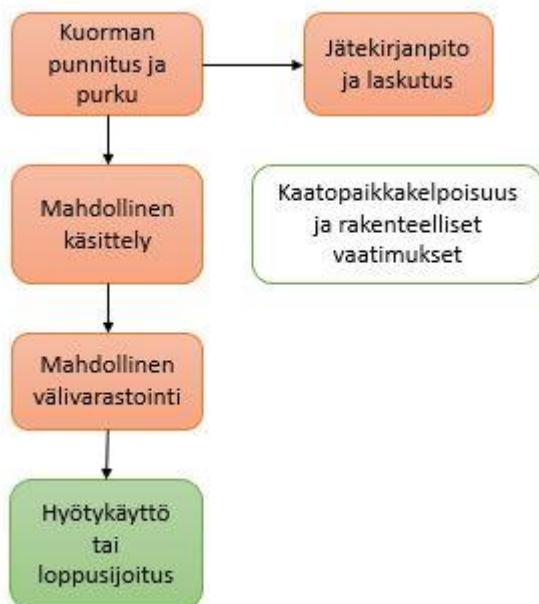 Kuorman
punnitus ja
purku
Jätekirjanpito
ja laskutus
Mahdollinen
käsittely
Kaatopaikkakelpoisuus
ja rakenteelliset
vaatimukset
Mahdollinen
välivarastointi
Hyötykäyttö
tai
loppusijoitus